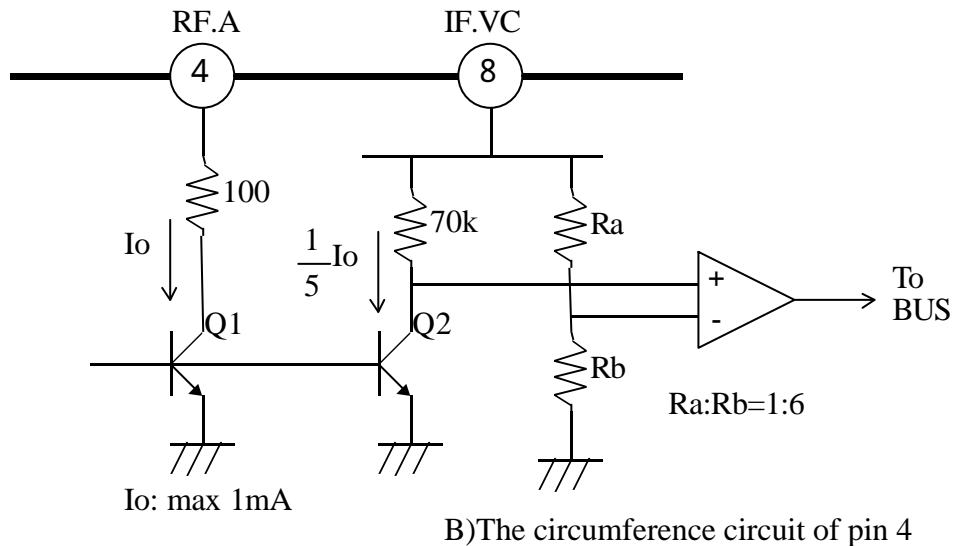 RF.A IF.VC
4 8
100
70k
Ra
Io
1
5
Io
+
-
To
BUS
Q1 Q2
Rb
Ra:Rb=1:6
Io: max 1mA
B)The circumference circuit of pin 4